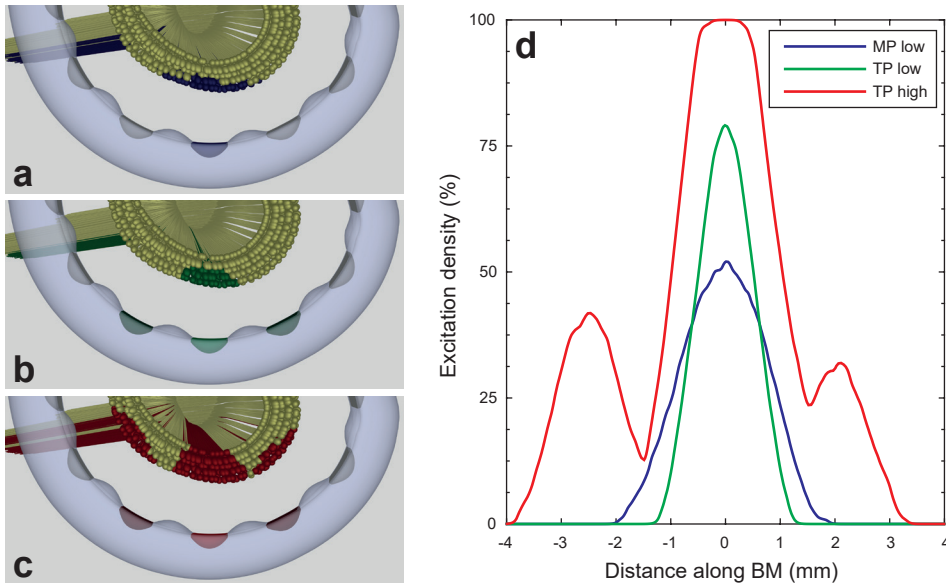 a
b
c
d
MP low
TP low
TP high
Excitation density (%)
100
75
50
25
0
-4
-3
-2
-1
0
1
2
3
4
Distance along BM (mm)